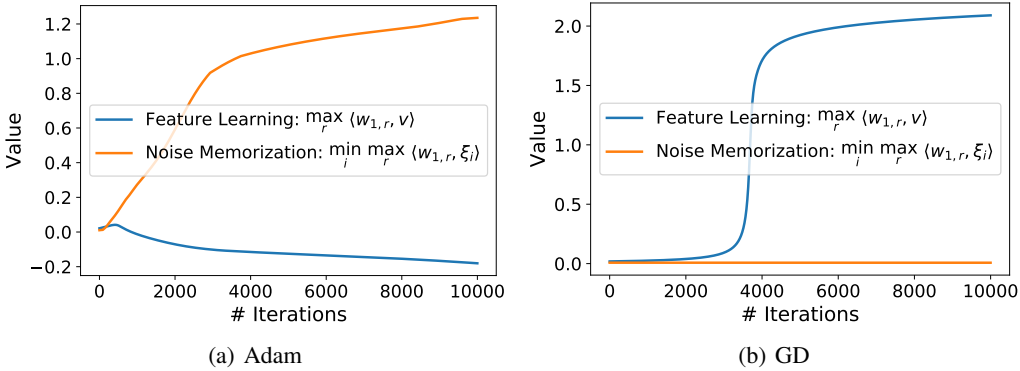 Value
1.2
1.0
0.8
0.6
0.4
0.2
0.0
−0.2
Feature Learning: max_r ⟨w_{1,r}, v⟩
Noise Memorization: min_i max_r ⟨w_{1,r}, ξ_i⟩
0 2000 4000 6000 8000 10000
# Iterations
(a) Adam
Value
2.0
1.5
1.0
0.5
0.0
Feature Learning: max_r ⟨w_{1,r}, v⟩
Noise Memorization: min_i max_r ⟨w_{1,r}, ξ_i⟩
0 2000 4000 6000 8000 10000
# Iterations
(b) GD